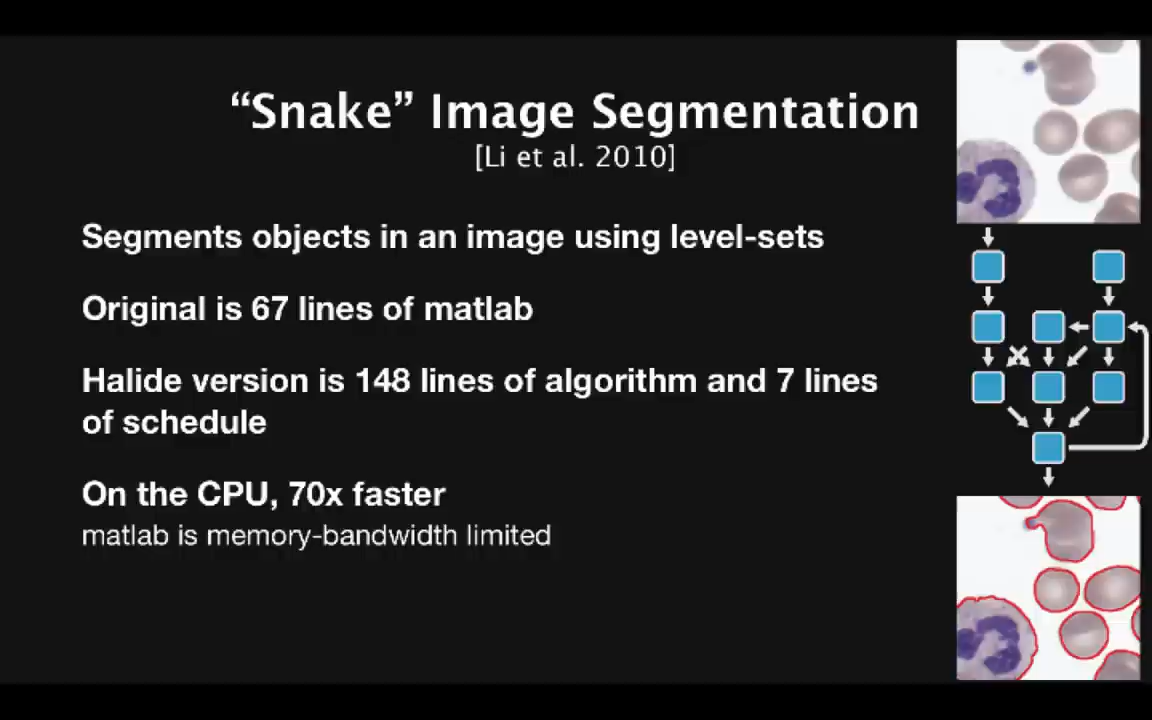 “Snake” Image Segmentation
[Li et al. 2010]
Segments objects in an image using level-sets
Original is 67 lines of matlab
Halide version is 148 lines of algorithm and 7 lines
of schedule
On the CPU, 70x faster
matlab is memory-bandwidth limited